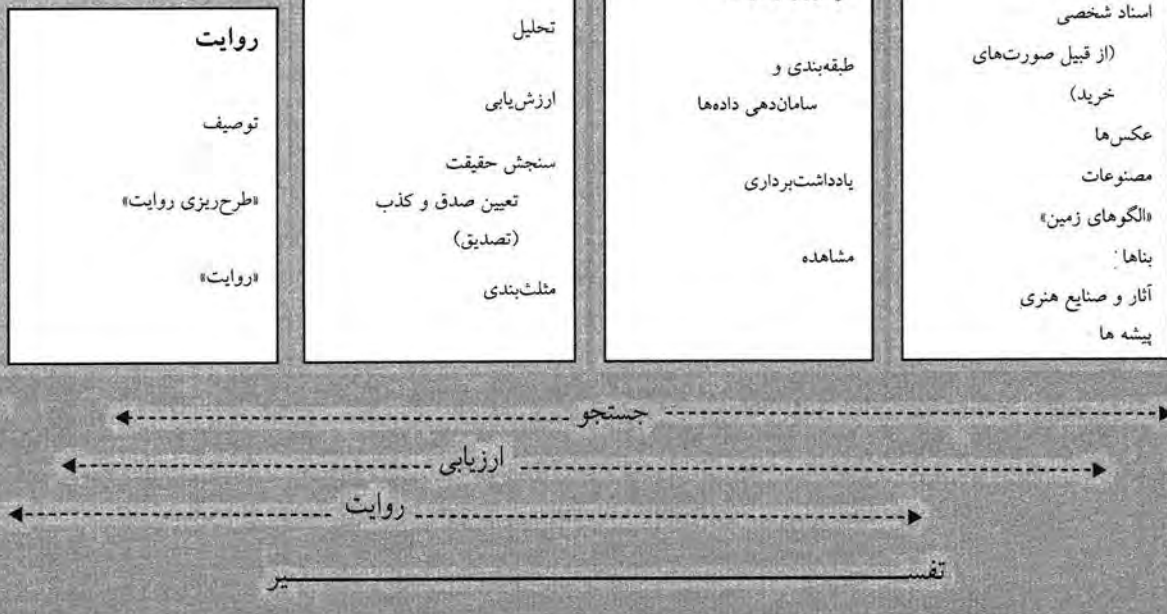 اسناد شخصی
(از قبیل صورت‌های
خرید)
عکس‌ها
مصنوعات
«الگوهای زمین»
بناها
آثار و صنایع هنری
پیشه ها
طبقه‌بندی و
سامان‌دهی داده‌ها
یادداشت‌برداری
مشاهده
تحلیل
ارزش‌یابی
سنجش حقیقت
تعیین صدق و کذب
(تصدیق)
مثلث‌بندی
روایت
توصیف
«طرح‌ریزی روایت»
«روایت»
جستجو
ارزیابی
روایت
تفسیر